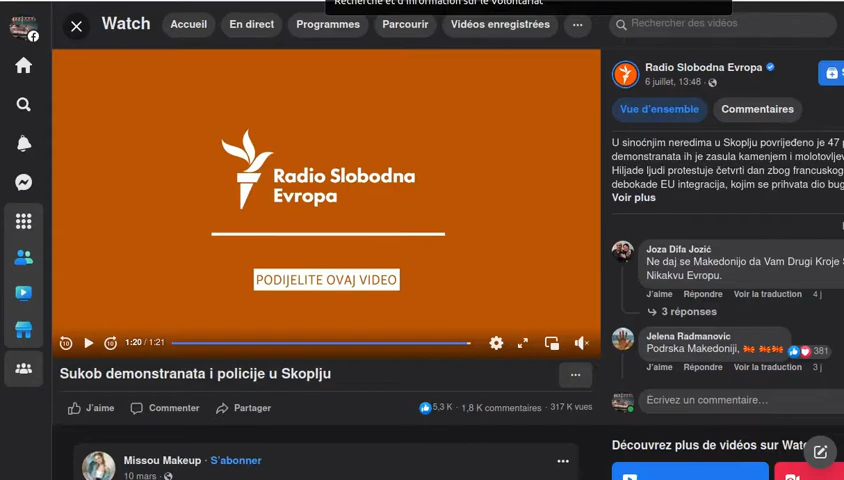 Recherche et d'information sur le volontariat
Watch
Accueil
En direct
Programmes
Parcourir
Vidéos enregistrées
Rechercher des vidéos
Radio Slobodna Evropa
6 juillet, 13:48
Vue d'ensemble
Commentaires
U sinoćnjim neredima u Skoplju povrijeđeno je 47
demonstranata ih je zasula kamenjem i molotovljev
Hiljade ljudi protestuje četvrti dan zbog francuskog
debokade EU integracija, kojim se prihvata dio bug
Voir plus
Radio Slobodna
Evropa
PODIJELITE OVAJ VIDEO
Joza Difa Jozić
Ne daj se Makedonijo da Vam Drugi Kroje
Nikavu Evropu.
J'aime Répondre Voir la traduction 4 j
3 réponses
Jelena Radmanovic
Podrska Makedoniji,
381
J'aime Répondre Voir la traduction 3 j
Écrivez un commentaire…
10
10
1:20 / 1:21
Sukob demonstranata i policije u Skoplju
J'aime
Commenter
Partager
5,3 K · 1,8 K commentaires · 317 K vues
Découvrez plus de vidéos sur Watc
Missou Makeup · S'abonner
10 mars ·